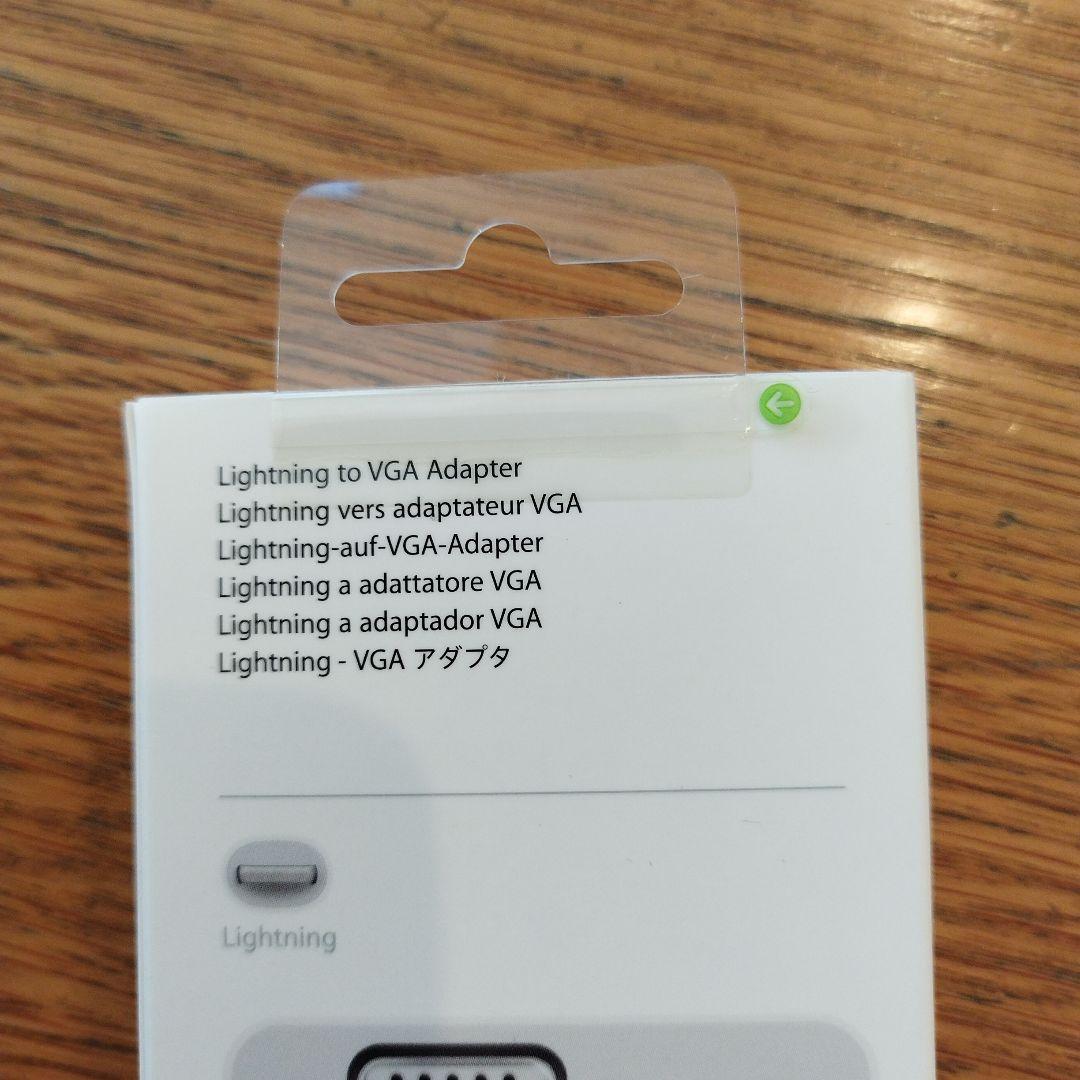 Lightning to VGA Adapter
Lightning vers adaptateur VGA
Lightning-auf-VGA-Adapter
Lightning a adattatore VGA
Lightning a adaptador VGA
Lightning - VGA アダプタ
Lightning